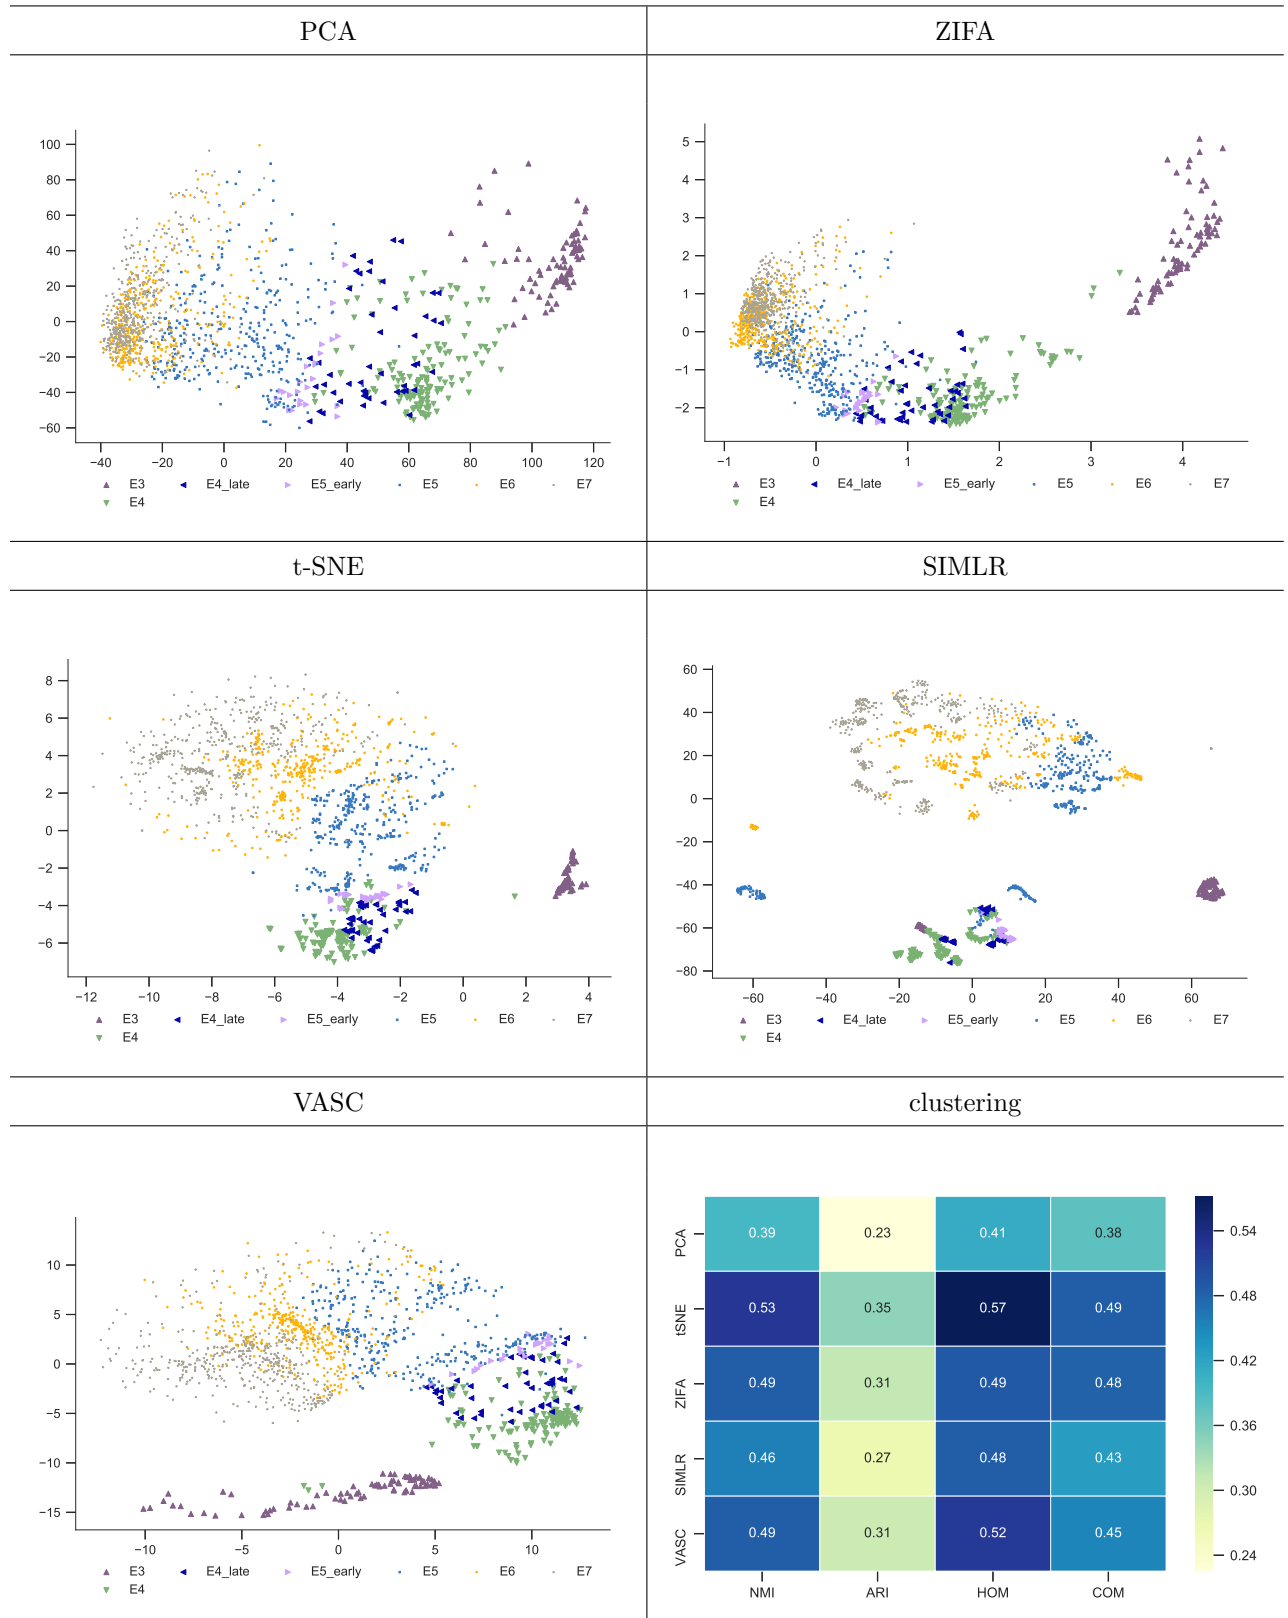 PCA
ZIFA
100
80
60
40
20
0
−20
−40
−60
−40
−20
0
20
40
60
80
100
120
E3
E4_late
E5_early
E5
E6
E7
E4
5
4
3
2
1
0
−1
−2
−1
0
1
2
3
4
E3
E4_late
E5_early
E5
E6
E7
E4
t-SNE
SIMLR
8
6
4
2
0
−2
−4
−6
−12
−10
−8
−6
−4
−2
0
2
4
E3
E4_late
E5_early
E5
E6
E7
E4
60
40
20
0
−20
−40
−60
−80
−60
−40
−20
0
20
40
60
E3
E4_late
E5_early
E5
E6
E7
E4
VASC
clustering
10
5
0
−5
−10
−15
−10
−5
0
5
10
E3
E4_late
E5_early
E5
E6
E7
E4
PCA
0.39
0.23
0.41
0.38
tSNE
0.53
0.35
0.57
0.49
ZIFA
0.49
0.31
0.49
0.48
SIMLR
0.46
0.27
0.48
0.43
VASC
0.49
0.31
0.52
0.45
NMI
ARI
HOM
COM
0.54
0.48
0.42
0.36
0.30
0.24